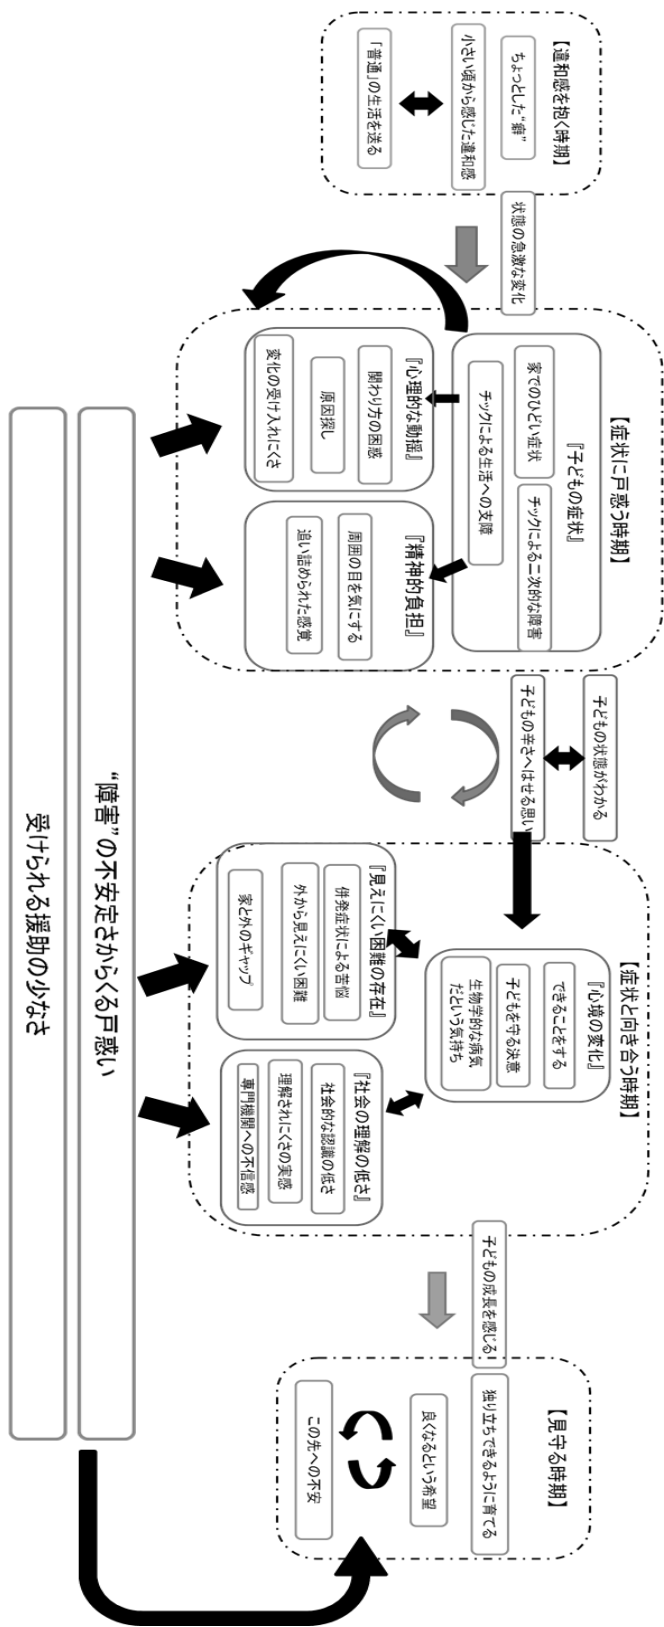 【違和感を抱く時期】
ちょっとした“癖”
小さい頃から感じた違和感
「普通」の生活を送る
状態の急激な変化
【症状に戸惑う時期】
『子どもの症状』
家でのひどい症状
チックによる二次的な障害
チックによる生活への支障
『心理的な動揺』
関わり方の困惑
原因探し
変化の受け入れにくさ
『精神的負担』
周囲の目を気にする
追い詰められた感覚
子どもの状態がわかる
子どもの辛さへはせる思い
【症状と向き合う時期】
『心境の変化』
できることをする
子どもを守る決意
生物学的な病気
だという気持ち
『見えにくい困難の存在』
併発症状による苦悩
外から見えにくい困難
家と外のギャップ
『社会の理解の低さ』
社会的な認識の低さ
理解されにくさの実感
専門機関への不信感
子どもの成長を感じる
【見守る時期】
独り立ちできるように育てる
良くなるという希望
この先への不安
“障害”の不安定さからくる戸惑い
受けられる援助の少なさ